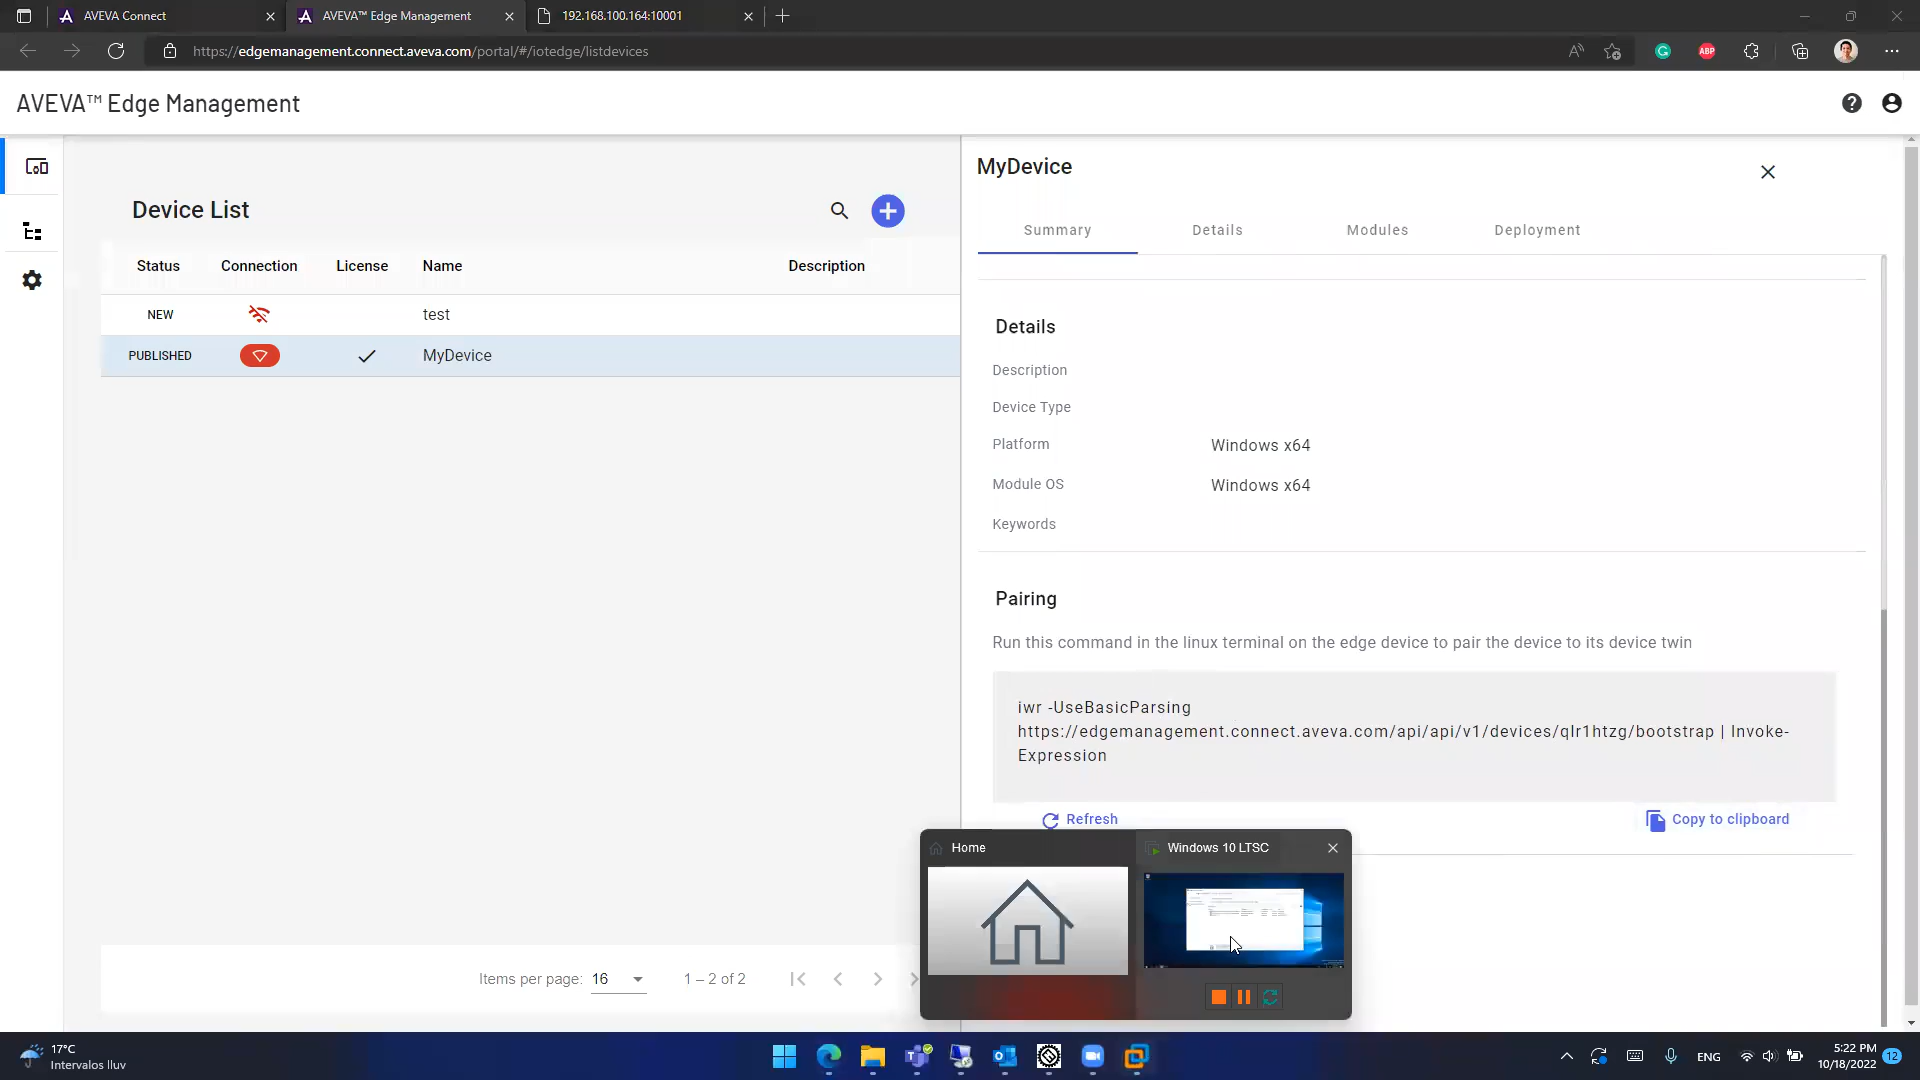 AVEVA Connect
AVEVA™ Edge Management
192.168.100.164:10001
https://edgemanagement.connect.aveva.com/portal/#/iotedge/listdevices
ABP
AVEVA™ Edge Management
Device List
Status Connection License Name Description
NEW test
PUBLISHED MyDevice
Items per page: 16 1 – 2 of 2
MyDevice
Summary Details Modules Deployment
Details
Description
Device Type
Platform Windows x64
Module OS Windows x64
Keywords
Pairing
Run this command in the linux terminal on the edge device to pair the device to its device twin
iwr -UseBasicParsing
https://edgemanagement.connect.aveva.com/api/api/v1/devices/qlr1htzg/bootstrap | Invoke-
Expression
Refresh Copy to clipboard
Home Windows 10 LTSC
17°C
Intervalos lluv
ENG
5:22 PM
10/18/2022
12